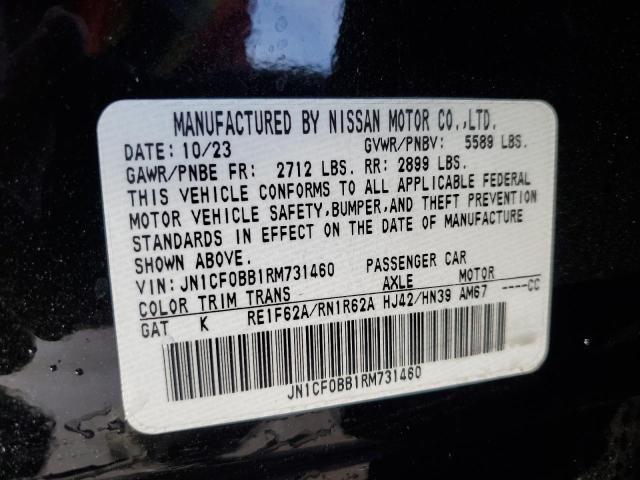 MANUFACTURED BY NISSAN MOTOR CO.,LTD.
DATE: 10/23 GVWR/PNBV: 5589 LBS.
GAWR/PNBE FR: 2712 LBS. RR: 2899 LBS.
THIS VEHICLE CONFORMS TO ALL APPLICABLE FEDERAL
MOTOR VEHICLE SAFETY,BUMPER,AND THEFT PREVENTION
STANDARDS IN EFFECT ON THE DATE OF MANUFACTURE
SHOWN ABOVE.
VIN: JN1CF0BB1RM731460 PASSENGER CAR
COLOR TRIM TRANS AXLE MOTOR
GAT K RE1F62A/RN1R62A HJ42/HN39 AM67 ----CC
JN1CF0BB1RM731460